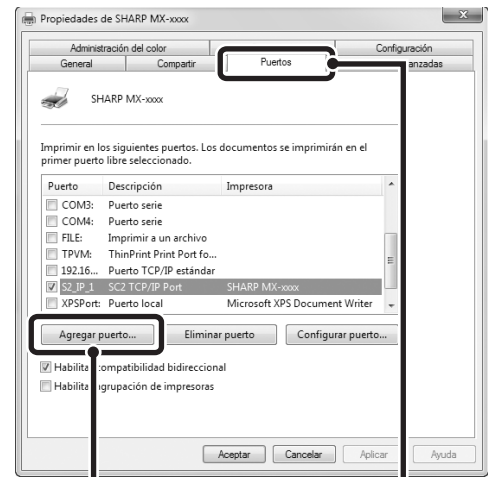 Propiedades de SHARP MX-xxxx
Administración del color
Configuración
General
Compartir
Puertos
anzadas
SHARP MX-xxxx
Imprimir en los siguientes puertos. Los documentos se imprimirán en el
primer puerto libre seleccionado.
Puerto Descripción Impresora
COM3: Puerto serie
COM4: Puerto serie
FILE: Imprimir a un archivo
TPVM: ThinPrint Print Port fo...
192.16... Puerto TCP/IP estándar
S2_IP_1 SC2 TCP/IP Port SHARP MX-xxxx
XPSPort: Puerto local Microsoft XPS Document Writer
Agregar puerto... Eliminar puerto Configurar puerto...
Habilita compatibilidad bidireccional
Habilita agrupación de impresoras
Aceptar Cancelar Aplicar Ayuda